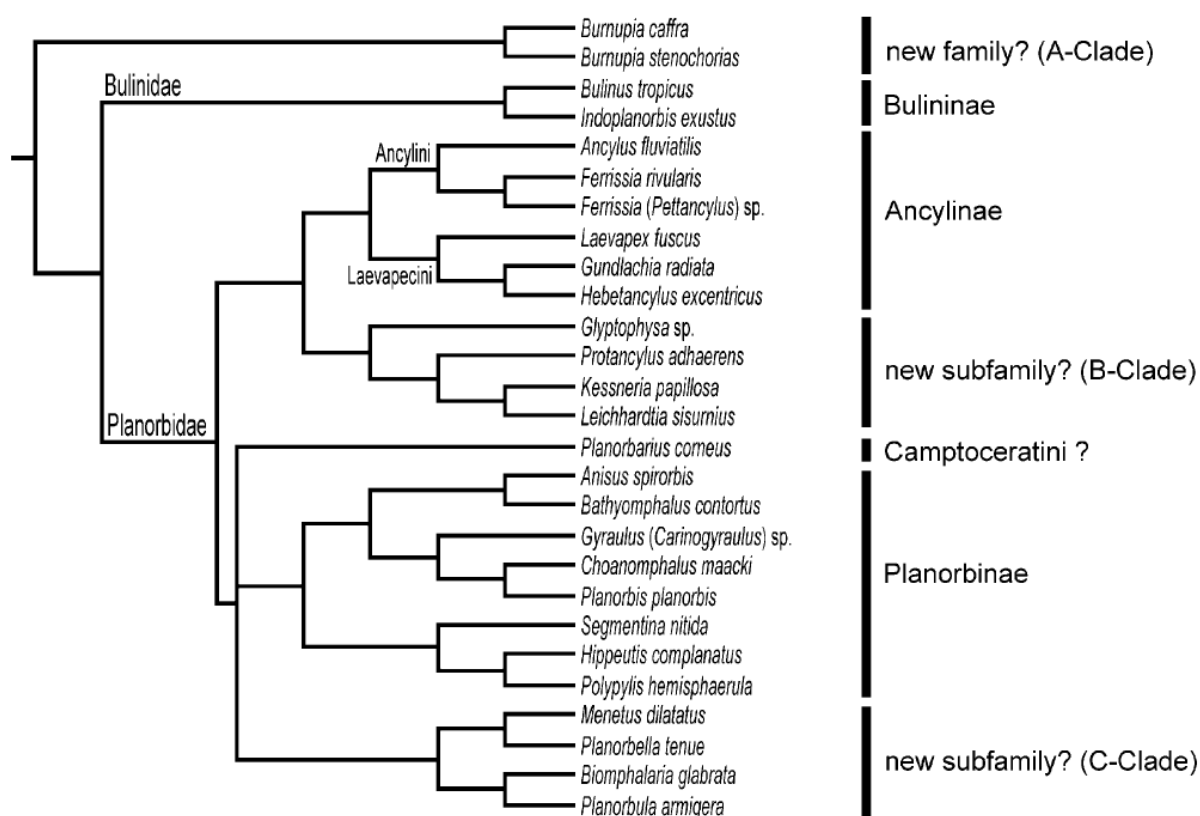 Burnupia caffra
Burnupia stenochorias
new family? (A-Clade)
Bulinidae
Bulinus tropicus
Indoplanorbis exustus
Bulininae
Ancylini
Ancylus fluviatilis
Ferrissia rivularis
Ferrissia (Pettancylus) sp.
Laevapecini
Laevapex fuscus
Gundlachia radiata
Hebetancylus excentricus
Ancylinae
Glyptophysa sp.
Protancylus adhaerens
Kessneria papillosa
Leichhardtia sisurnius
new subfamily? (B-Clade)
Planorbidae
Planorbarius corneus
Camptoceratini ?
Anisus spirorbis
Bathyomphalus contortus
Gyraulus (Carinogyraulus) sp.
Choanomphalus maacki
Planorbis planorbis
Segmentina nitida
Hippeutis complanatus
Polypylis hemisphaerula
Planorbinae
Menetus dilatatus
Planorbella tenue
Biomphalaria glabrata
Planorbula armigera
new subfamily? (C-Clade)